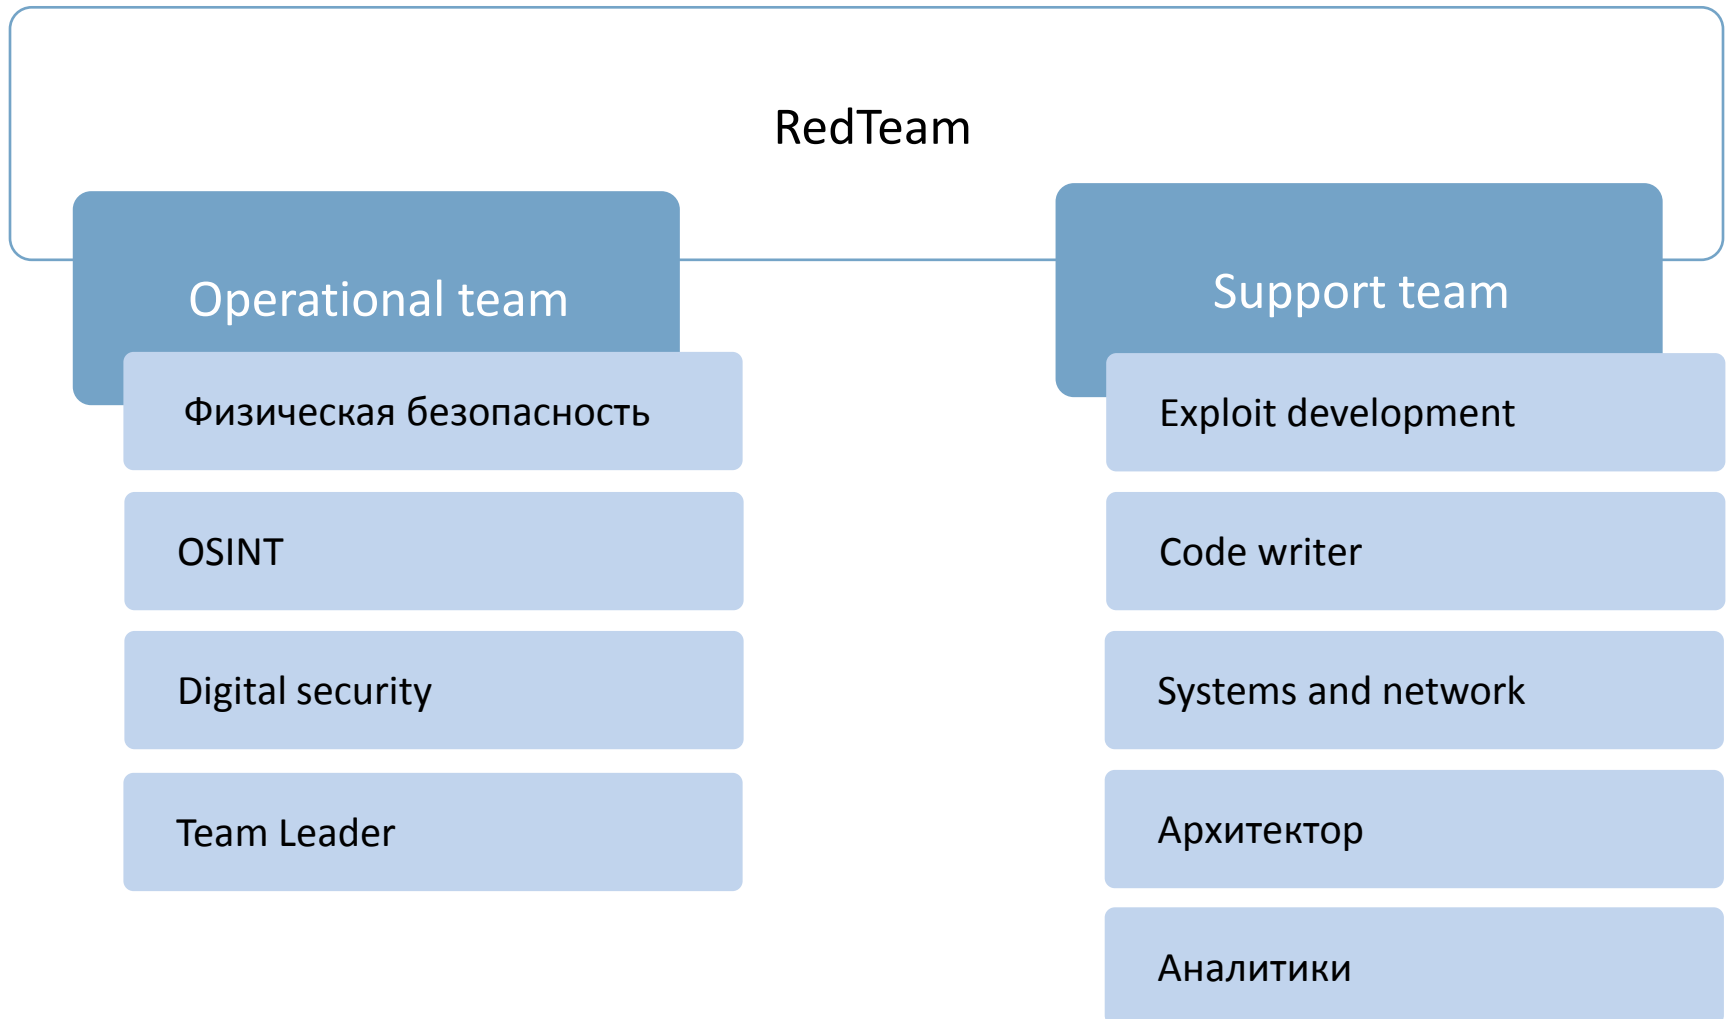 RedTeam
Operational team
Физическая безопасность
OSINT
Digital security
Team Leader
Support team
Exploit development
Code writer
Systems and network
Архитектор
Аналитики